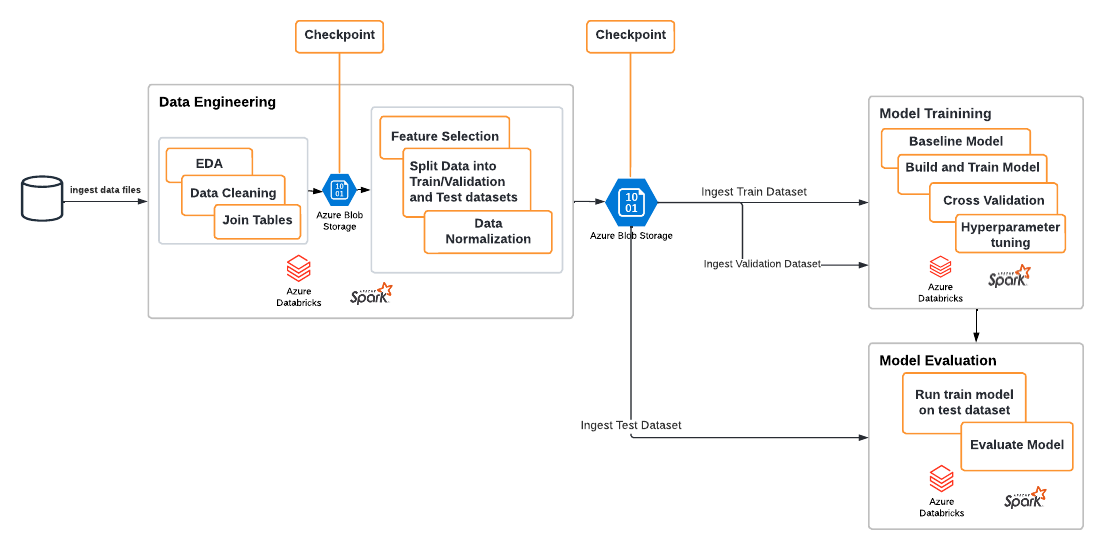 Checkpoint
Checkpoint
Data Engineering
EDA
Data Cleaning
Join Tables
ingest data files
10
01
Azure Blob
Storage
Feature Selection
Split Data into
Train/Validation
and Test datasets
Data
Normalization
Azure
Databricks
APACHE
Spark
10
01
Azure Blob Storage
Ingest Train Dataset
Ingest Validation Dataset
Ingest Test Dataset
Model Trainining
Baseline Model
Build and Train Model
Cross Validation
Hyperparameter
tuning
Azure
Databricks
APACHE
Spark
Model Evaluation
Run train model
on test dataset
Evaluate Model
Azure
Databricks
APACHE
Spark